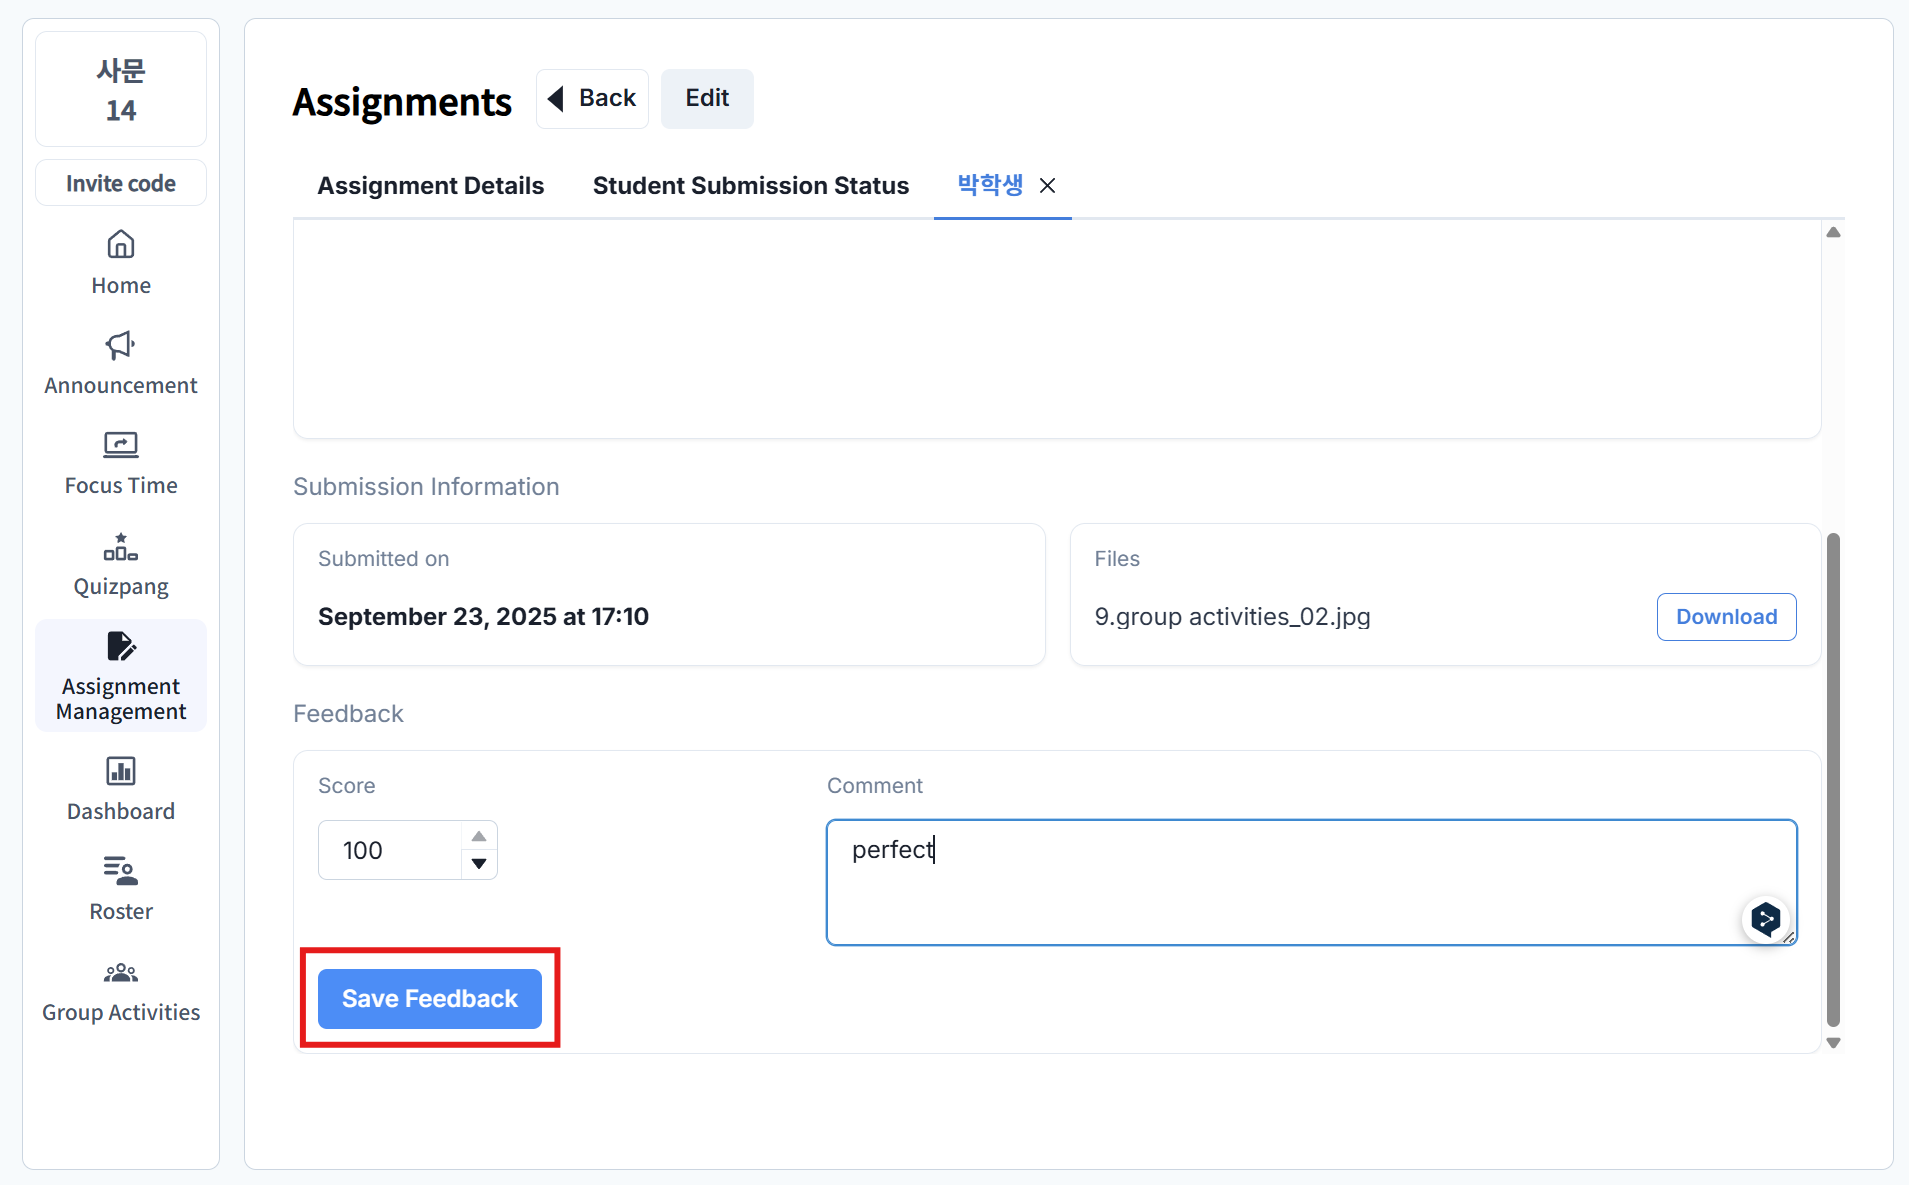 사문
14
Invite code
Home
Announcement
Focus Time
Quizpang
Assignment
Management
Dashboard
Roster
Group Activities
Assignments
Back
Edit
Assignment Details
Student Submission Status
박학생
Submission Information
Submitted on
September 23, 2025 at 17:10
Files
9.group activities_02.jpg
Download
Feedback
Score
100
Comment
perfect
Save Feedback